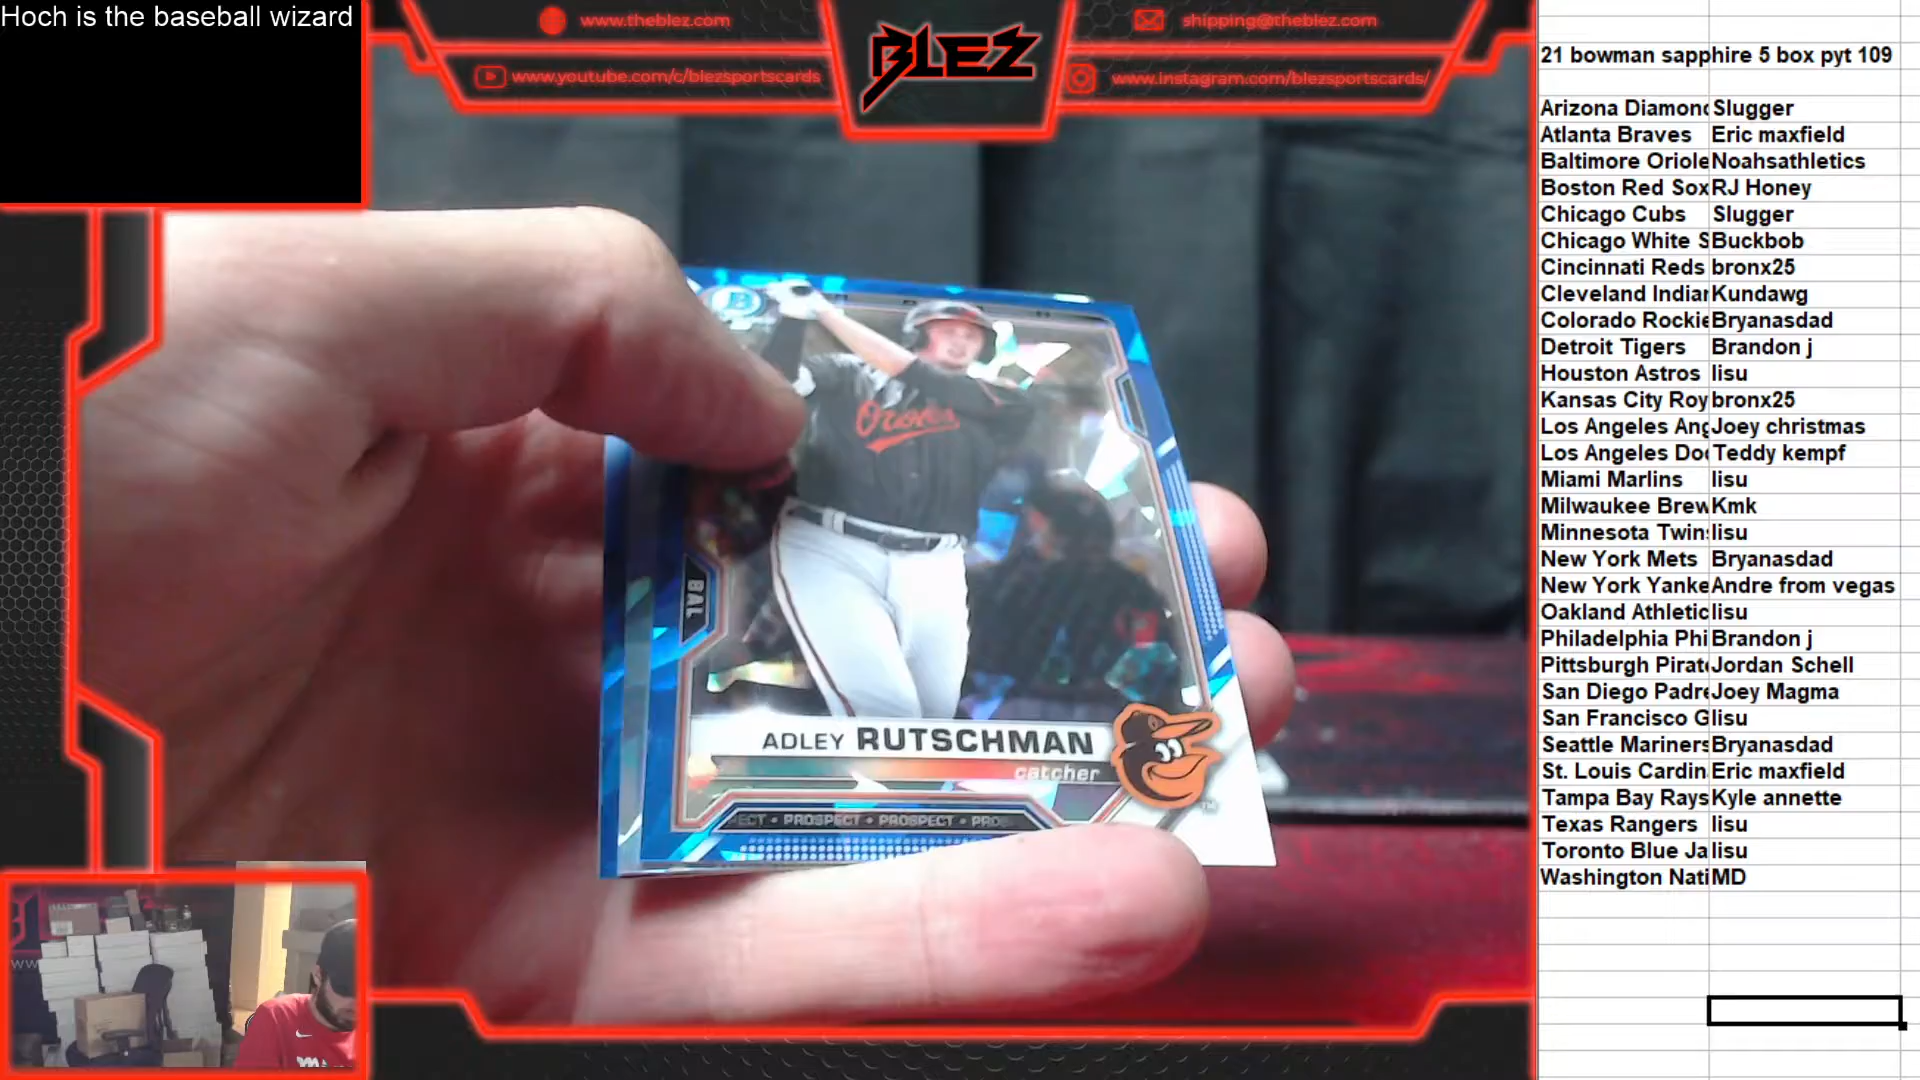 Hoch is the baseball wizard
www.theblez.com
shipping@theblez.com
BLEZ
www.youtube.com/c/blezsportscards
www.instagram.com/blezsportscards/
21 bowman sapphire 5 box pyt 109
Arizona Diamond Slugger
Atlanta Braves Eric maxfield
Baltimore Oriole Noahsathletics
Boston Red Sox RJ Honey
Chicago Cubs Slugger
Chicago White S Buckbob
Cincinnati Reds bronx25
Cleveland Indian Kundawg
Colorado Rockie Bryanasdad
Detroit Tigers Brandon j
Houston Astros lisu
Kansas City Roy bronx25
Los Angeles Ang Joey christmas
Los Angeles Dod Teddy kempf
Miami Marlins lisu
Milwaukee Brew Kmk
Minnesota Twins lisu
New York Mets Bryanasdad
New York Yanke Andre from vegas
Oakland Athletic lisu
Philadelphia Phi Brandon j
Pittsburgh Pirate Jordan Schell
San Diego Padre Joey Magma
San Francisco G lisu
Seattle Mariners Bryanasdad
St. Louis Cardin Eric maxfield
Tampa Bay Rays Kyle annette
Texas Rangers lisu
Toronto Blue Ja lisu
Washington Nati MD
Orioles
BAL
ADLEY RUTSCHMAN
catcher
PROSPECT • PROSPECT